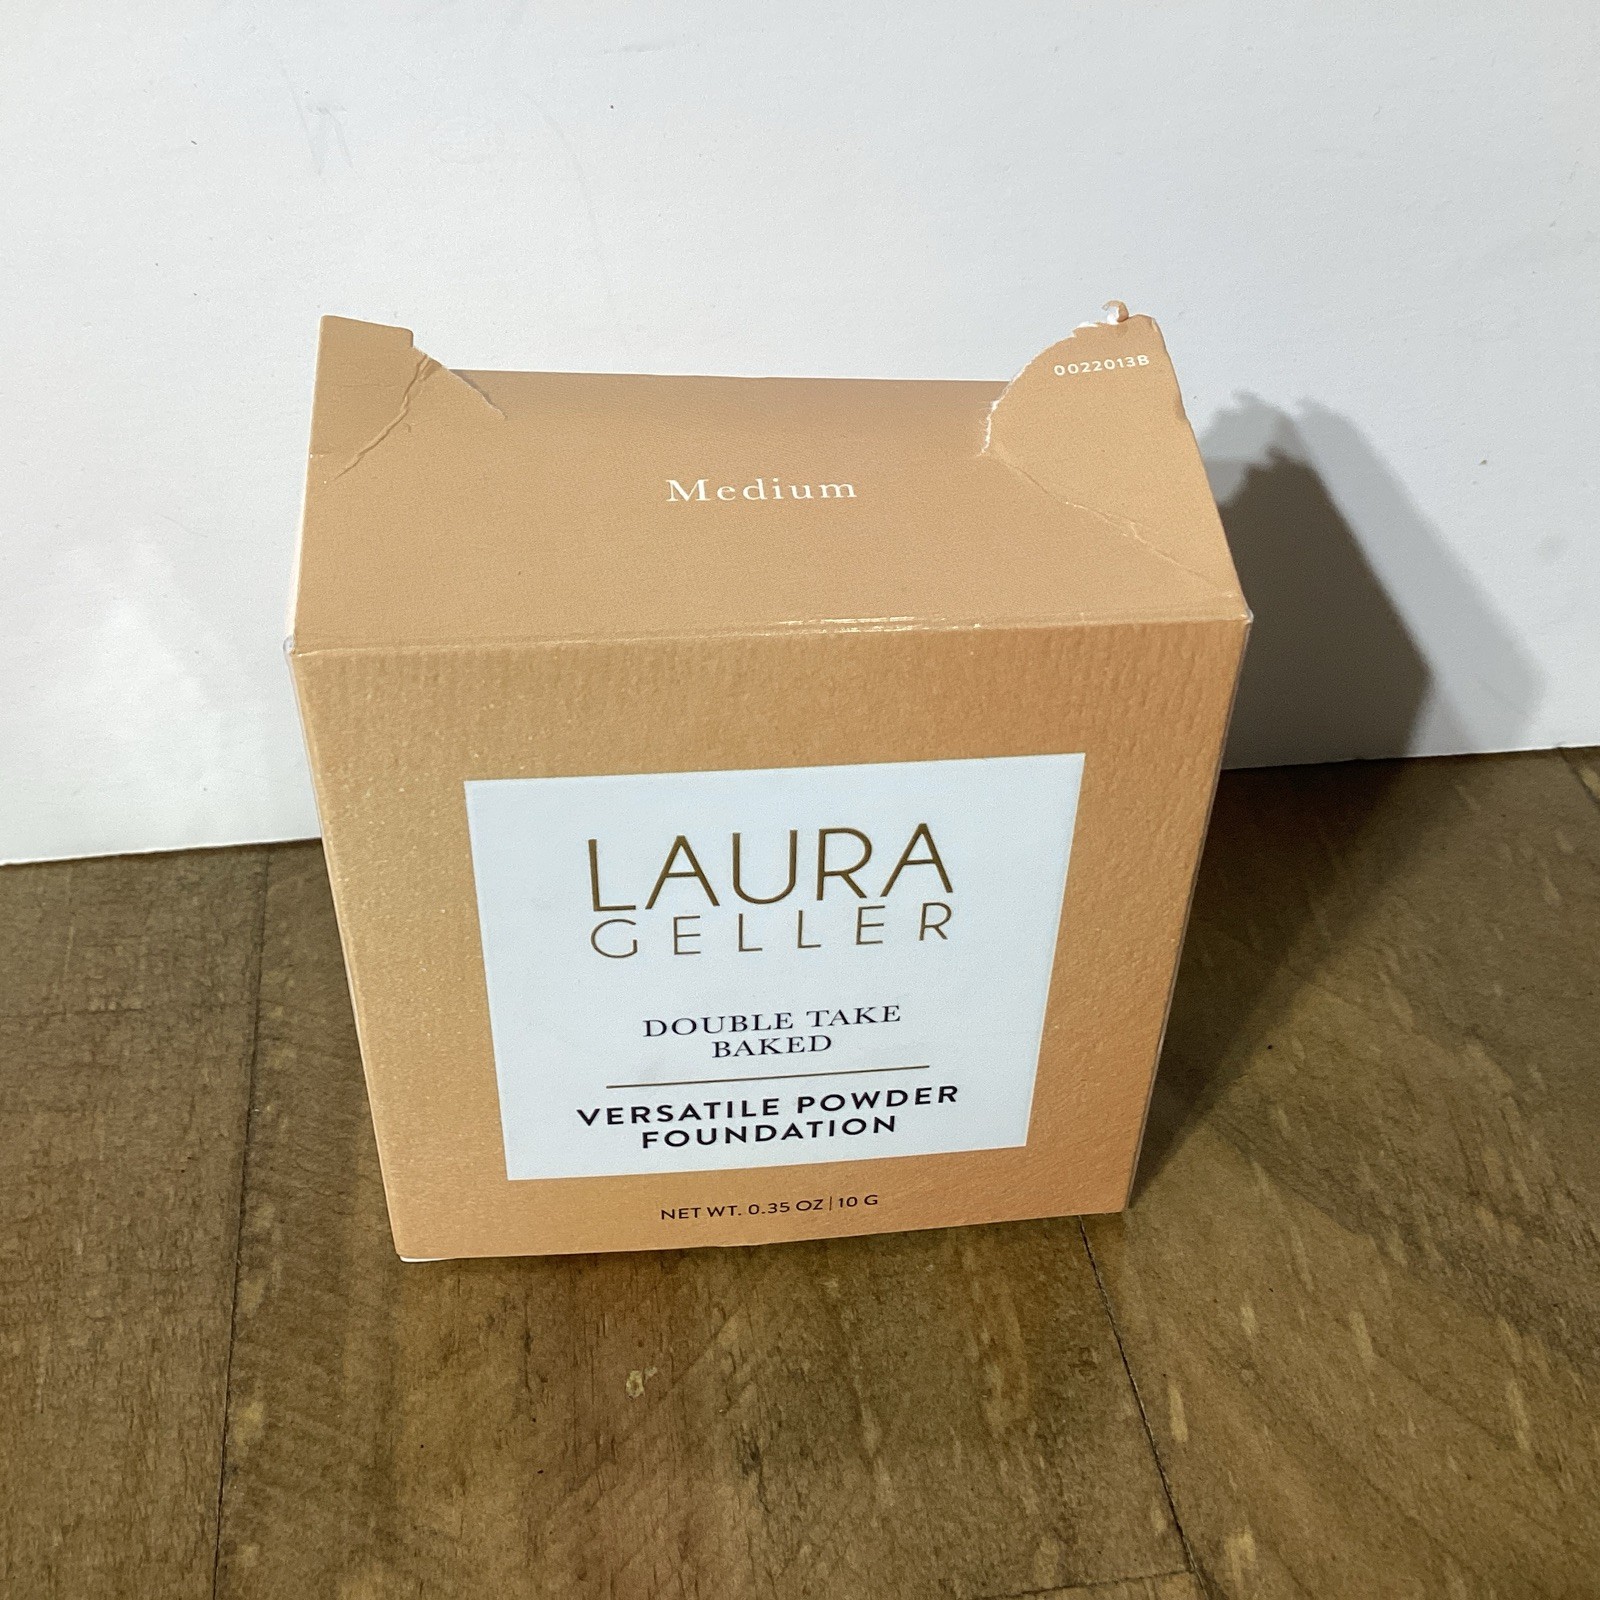 0022013B
Medium
LAURA
GELLER
DOUBLE TAKE
BAKED
VERSATILE POWDER
FOUNDATION
NET WT. 0.35 OZ | 10 G